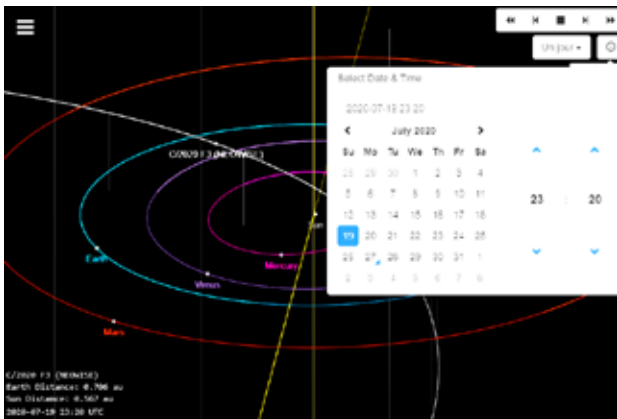 Un jour
Select Date & Time
2020-07-19 23:20
July 2020
Su Mo Tu We Th Fr Sa
28 29 30 1 2 3 4
5 6 7 8 9 10 11
12 13 14 15 16 17 18
19 20 21 22 23 24 25
26 27 28 29 30 31 1
2 3 4 5 6 7 8
23 : 20
C/2020 F3 (NEOWISE)
Sun
Earth
Mercury
Venus
Mars
C/2020 F3 (NEOWISE)
Earth Distance: 0.706 au
Sun Distance: 0.567 au
2020-07-19 23:20 UTC